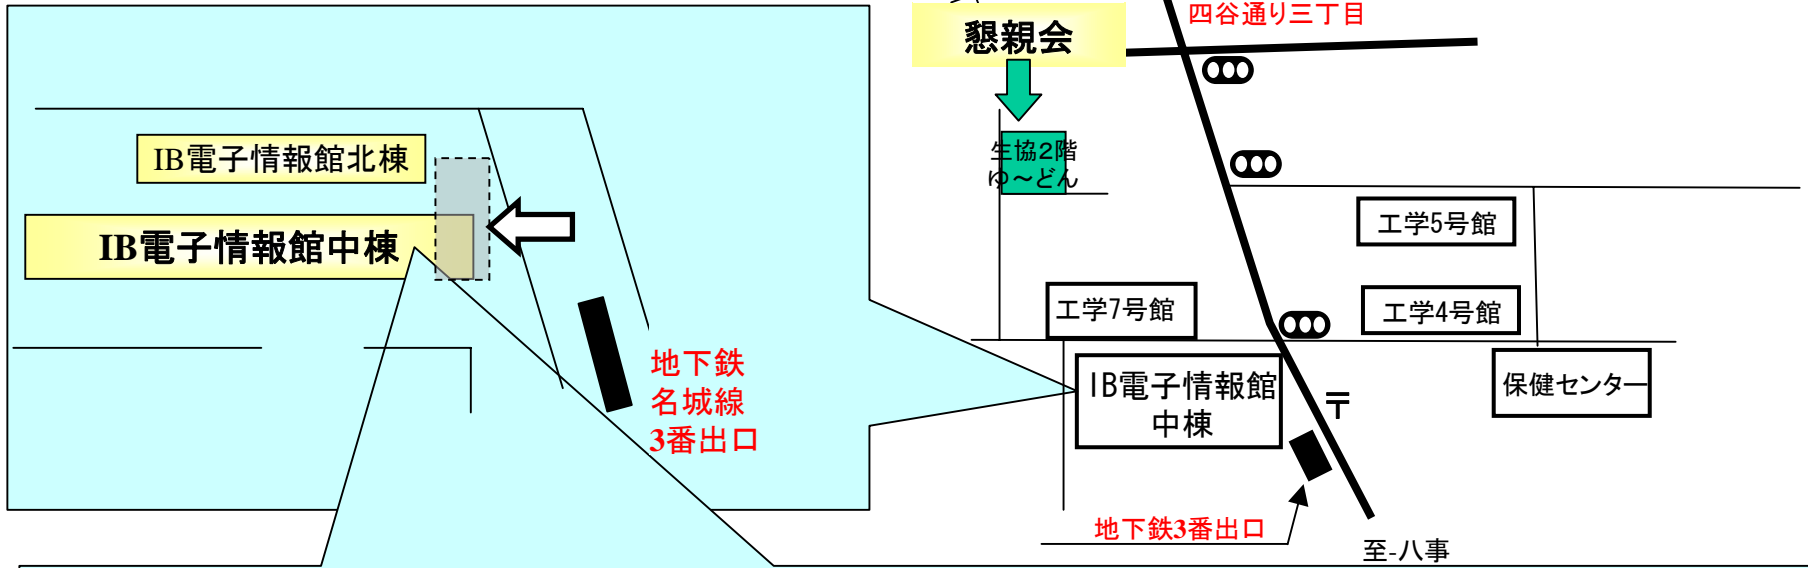 四谷通り三丁目
懇親会
生協2階
ゆ～どん
IB電子情報館北棟
IB電子情報館中棟
地下鉄
名城線
3番出口
工学5号館
工学7号館
工学4号館
IB電子情報館
中棟
保健センター
〒
地下鉄3番出口
至-八事